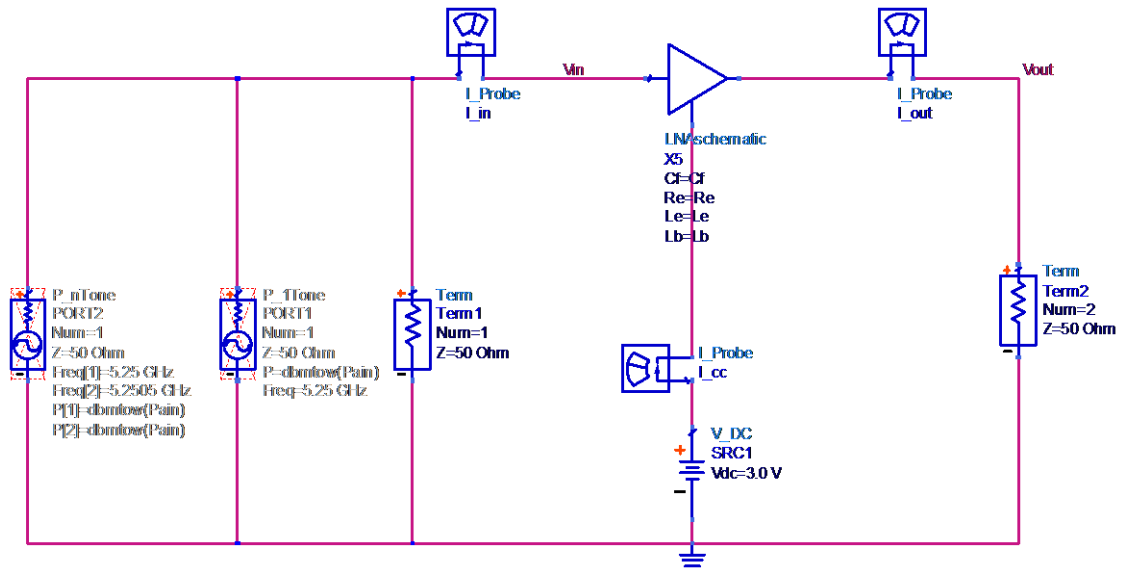 I_Probe
I_in
Vin
LNAschematic
X5
Cf=Cf
Re=Re
Le=Le
Lb=Lb
I_Probe
I_out
Vout
P_nTone
PORT2
Num=1
Z=50 Ohm
Freq[1]=5.25 GHz
Freq[2]=5.2505 GHz
P[1]=dbmtow(Pain)
P[2]=dbmtow(Pain)
P_1Tone
PORT1
Num=1
Z=50 Ohm
P=dbmtow(Pain)
Freq=5.25 GHz
Term
Term1
Num=1
Z=50 Ohm
I_Probe
I_cc
V_DC
SRC1
Vdc=3.0 V
Term
Term2
Num=2
Z=50 Ohm